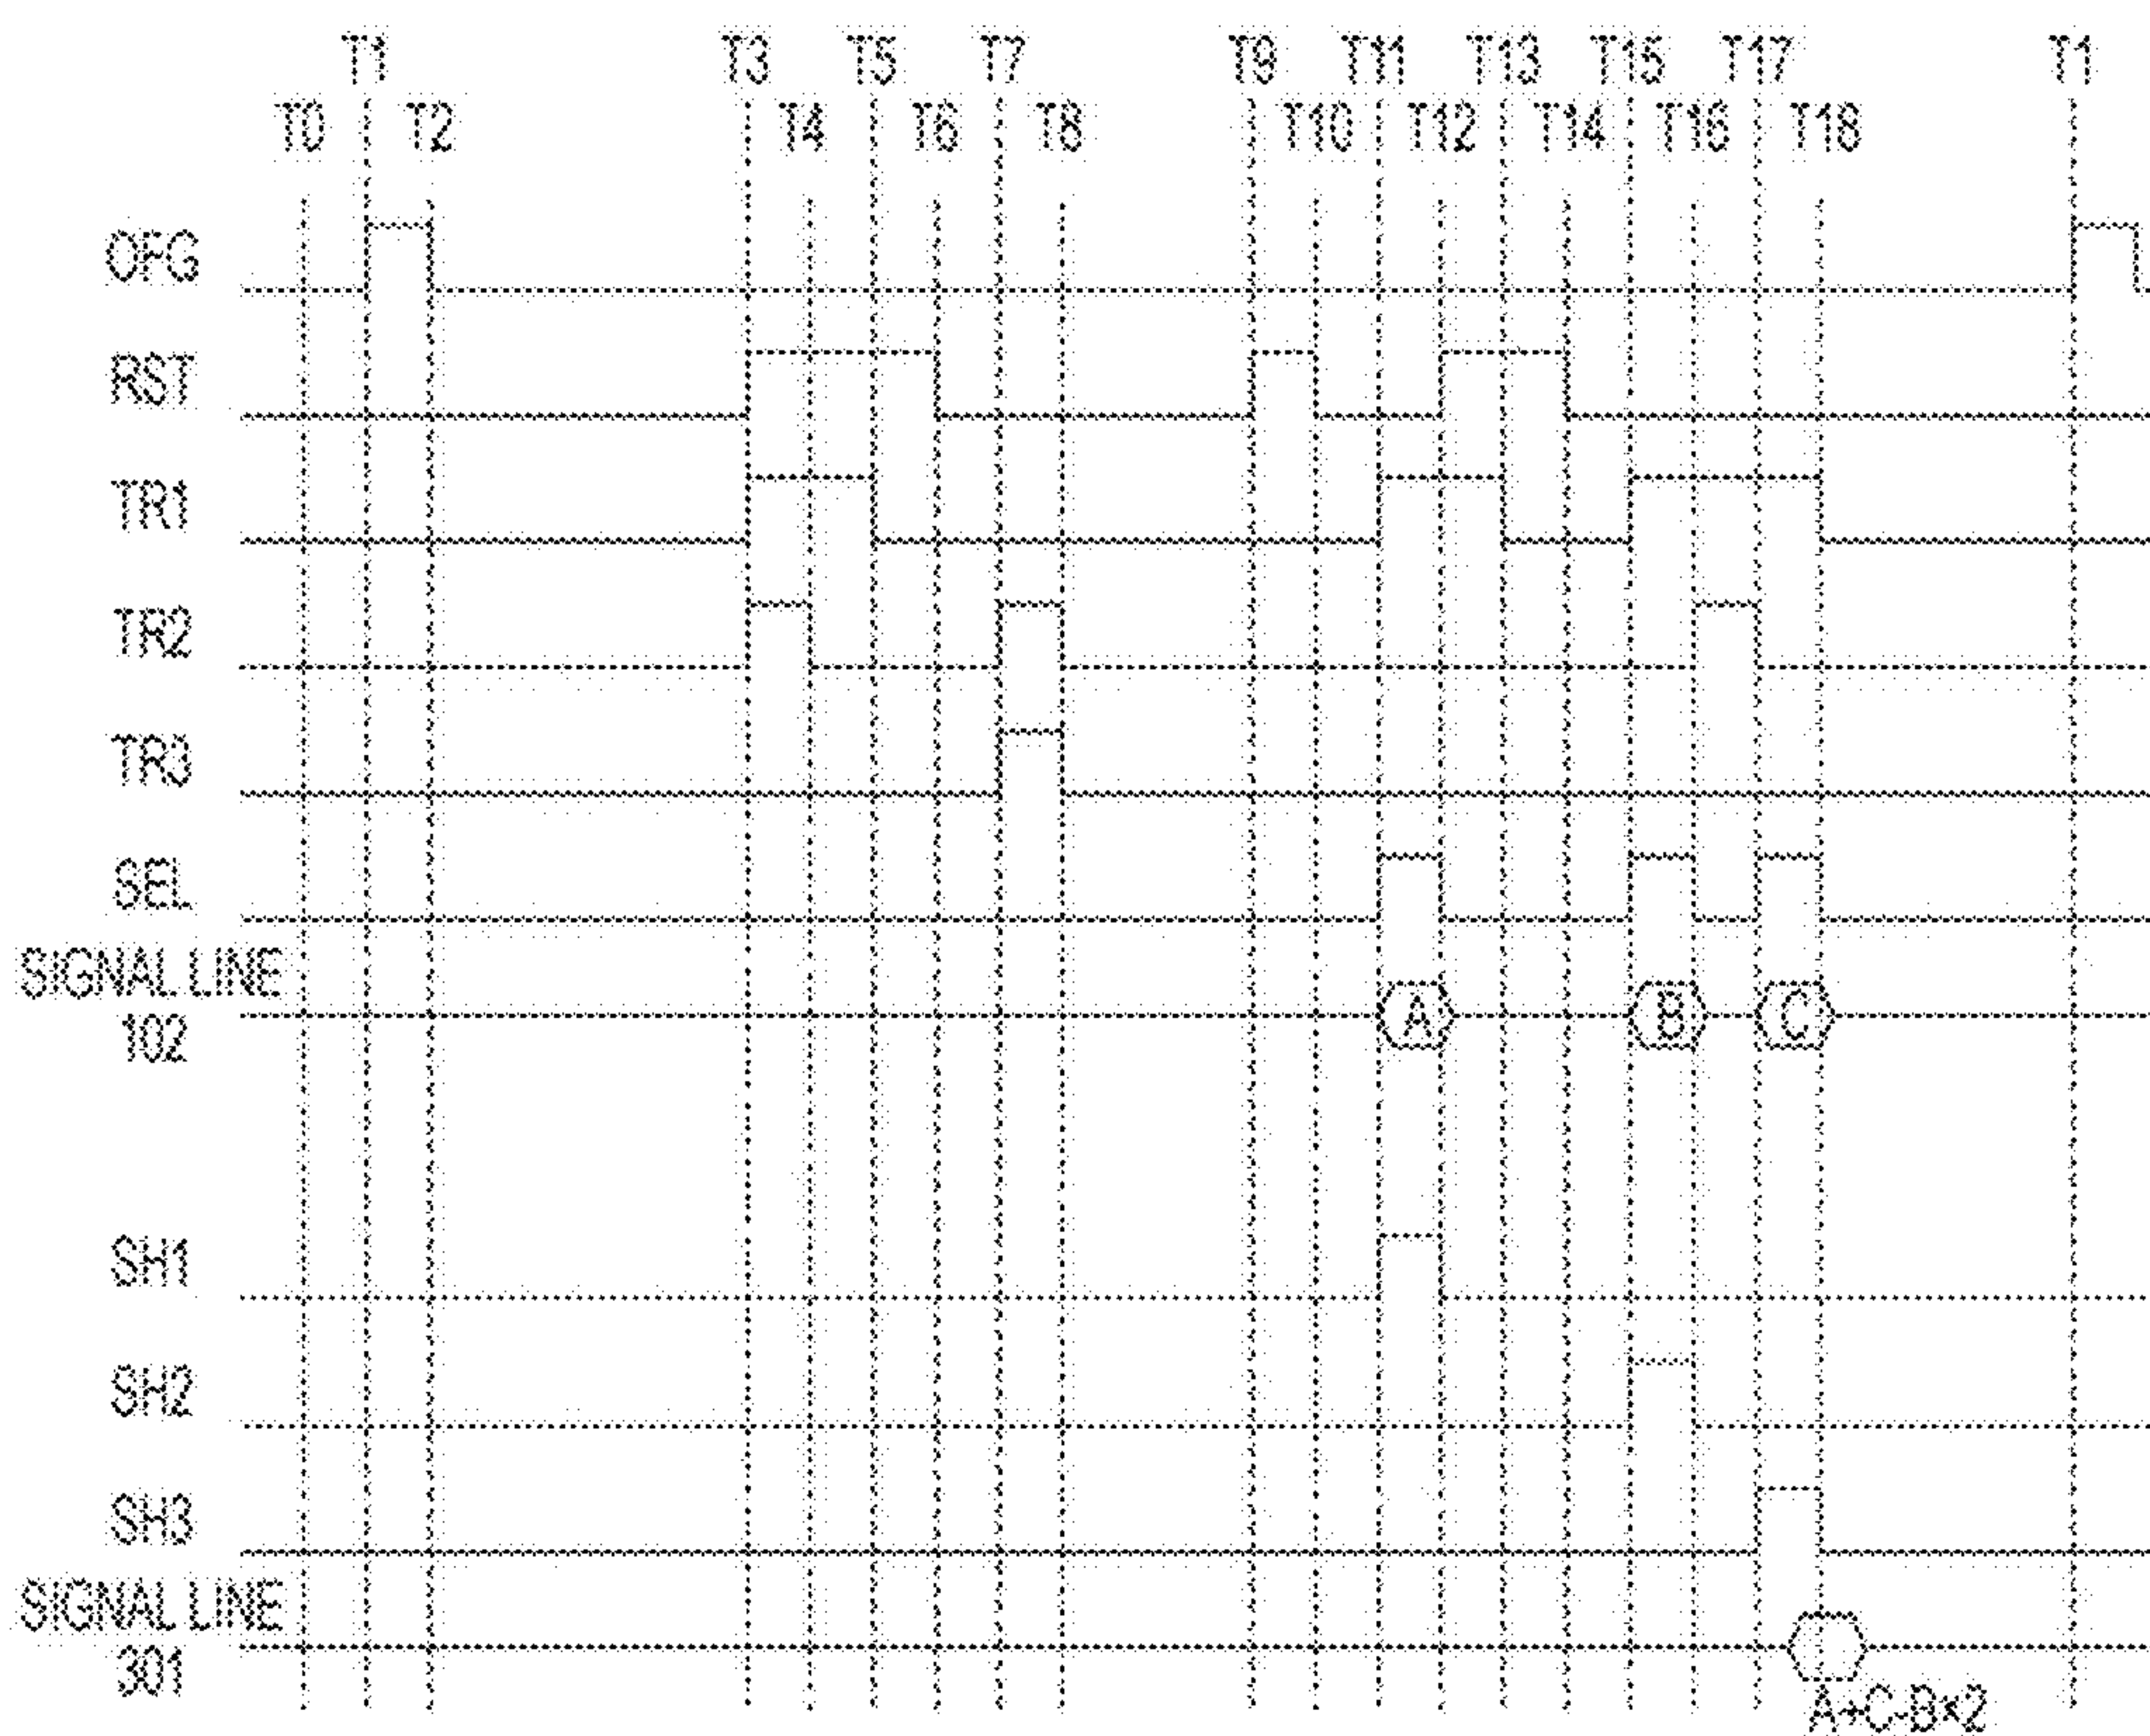 T1 T3 T5 T7 T9 T11 T13 T15 T17 T1
T0 T2 T4 T6 T8 T10 T12 T14 T16 T18
OFG
RST
TR1
TR2
TR3
SEL
SIGNAL LINE
102
A B C
SH1
SH2
SH3
SIGNAL LINE
301
A+C-B×2